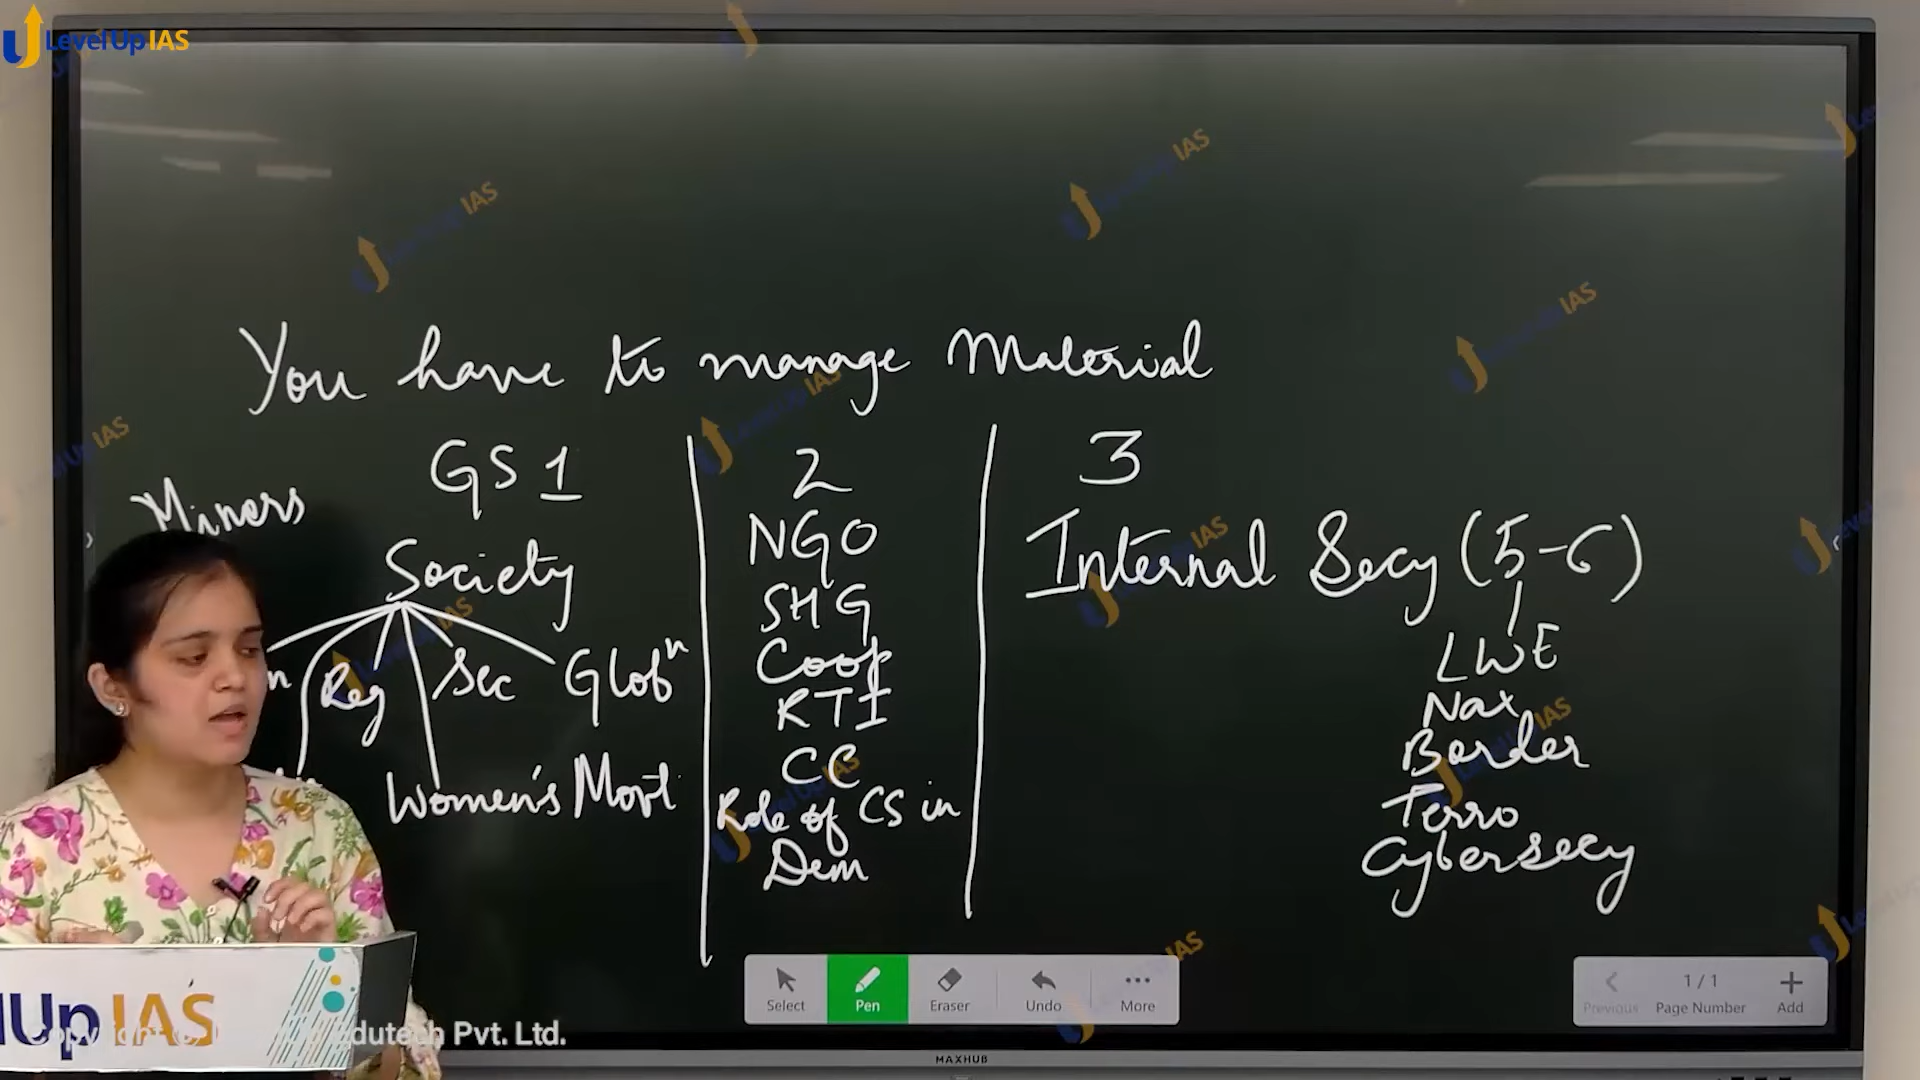 LevelUp IAS
You have to manage Material
GS 1
2
3
Miners
Society
Reg
Sec
Globⁿ
Women's Movt
NGO
SHG
Coop
RTI
CC
Role of CS in
Dem
Internal Secy (5-6)
LWE
Nax
Border
Terro
Cybersecy
Select
Pen
Eraser
Undo
More
1 / 1
Previous
Page Number
Add
MAXHUB
lUp IAS
Edutech Pvt. Ltd.